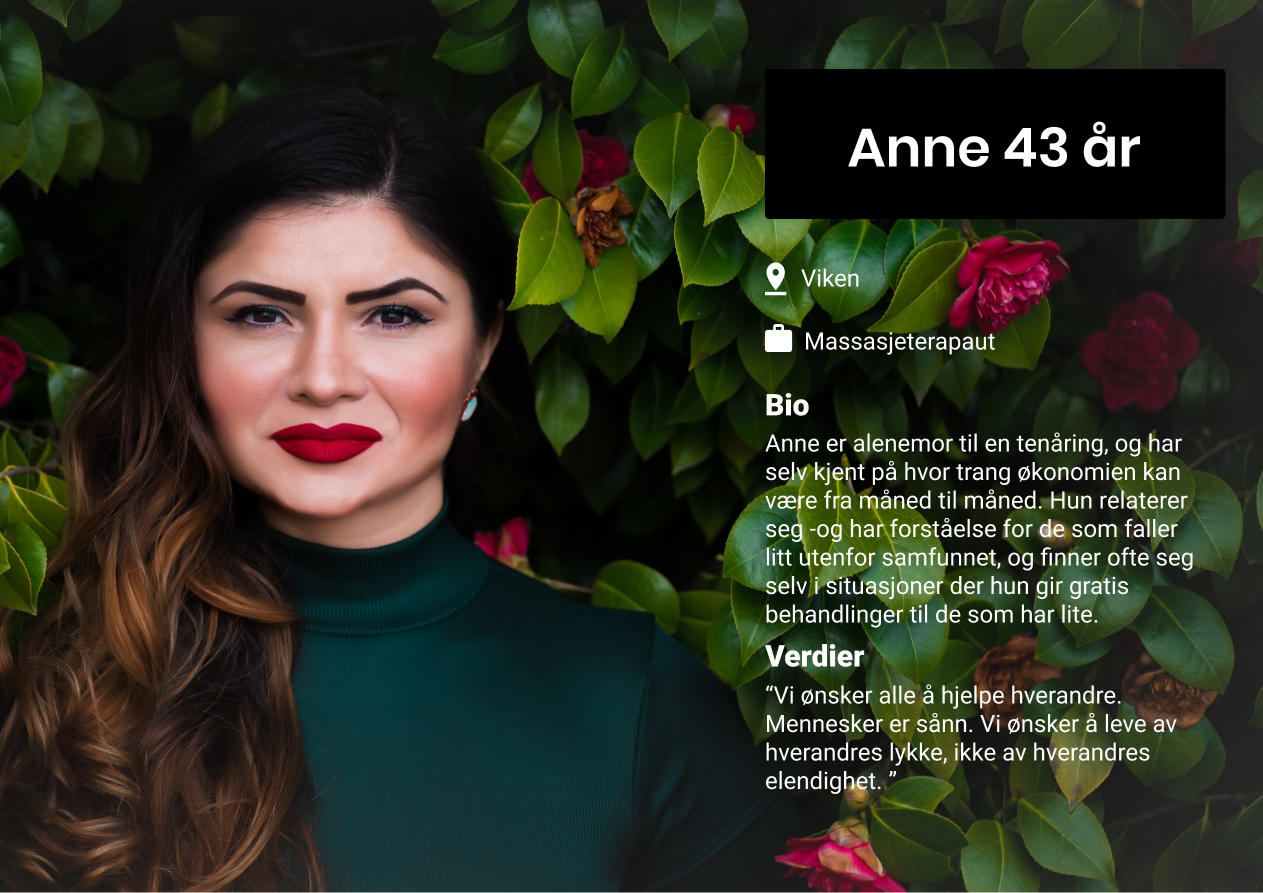 Anne 43 år
Viken
Massasjeterapaut
Bio
Anne er alenemor til en tenåring, og har
selv kjent på hvor trang økonomien kan
være fra måned til måned. Hun relaterer
seg -og har forståelse for de som faller
litt utenfor samfunnet, og finner ofte seg
selv i situasjoner der hun gir gratis
behandlinger til de som har lite.
Verdier
“Vi ønsker alle å hjelpe hverandre.
Mennesker er sånn. Vi ønsker å leve av
hverandres lykke, ikke av hverandres
elendighet. ”